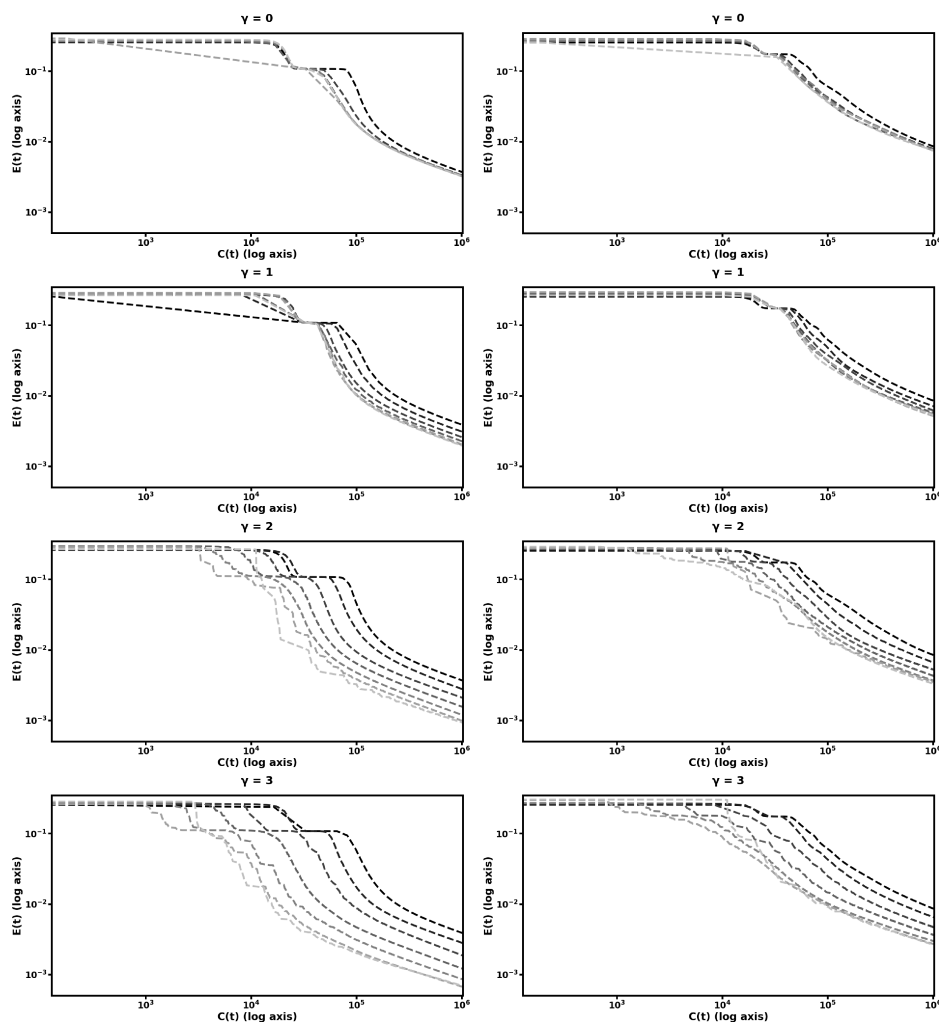 γ = 0
E(t) (log axis)
10⁻¹
10⁻²
10⁻³
10³ 10⁴ 10⁵ 10⁶
C(t) (log axis)
γ = 0
E(t) (log axis)
10⁻¹
10⁻²
10⁻³
10³ 10⁴ 10⁵ 10⁶
C(t) (log axis)
γ = 1
E(t) (log axis)
10⁻¹
10⁻²
10⁻³
10³ 10⁴ 10⁵ 10⁶
C(t) (log axis)
γ = 1
E(t) (log axis)
10⁻¹
10⁻²
10⁻³
10³ 10⁴ 10⁵ 10⁶
C(t) (log axis)
γ = 2
E(t) (log axis)
10⁻¹
10⁻²
10⁻³
10³ 10⁴ 10⁵ 10⁶
C(t) (log axis)
γ = 2
E(t) (log axis)
10⁻¹
10⁻²
10⁻³
10³ 10⁴ 10⁵ 10⁶
C(t) (log axis)
γ = 3
E(t) (log axis)
10⁻¹
10⁻²
10⁻³
10³ 10⁴ 10⁵ 10⁶
C(t) (log axis)
γ = 3
E(t) (log axis)
10⁻¹
10⁻²
10⁻³
10³ 10⁴ 10⁵ 10⁶
C(t) (log axis)